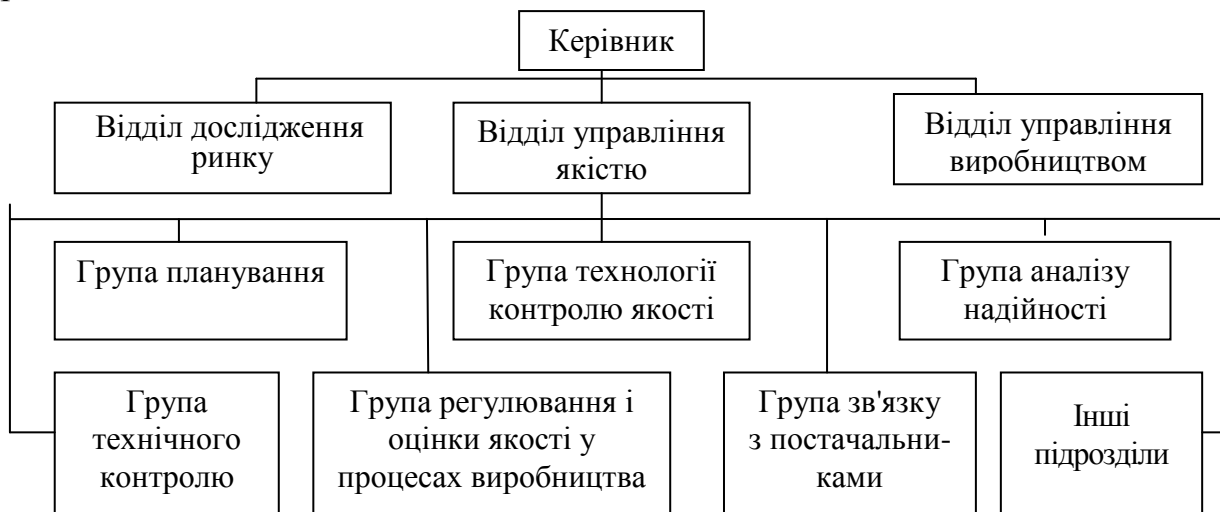 Керівник
Відділ дослідження
ринку
Відділ управління
якістю
Відділ управління
виробництвом
Група планування
Група технології
контролю якості
Група аналізу
надійності
Група
технічного
контролю
Група регулювання і
оцінки якості у
процесах виробництва
Група зв'язку
з постачальни-
ками
Інші
підрозділи